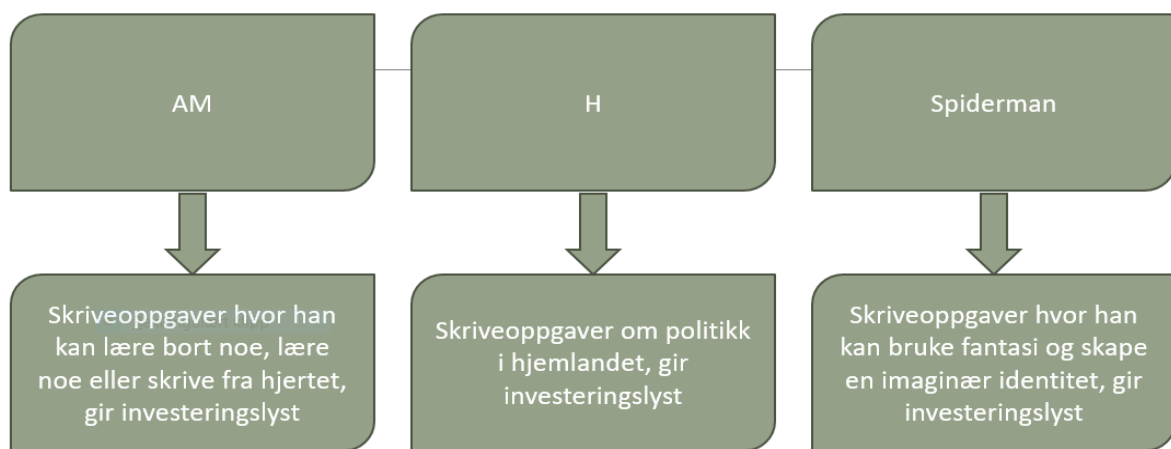 AM
H
Spiderman
Skriveoppgaver hvor han
kan lære bort noe, lære
noe eller skrive fra hjertet,
gir investeringslyst
Skriveoppgaver om politikk
i hjemlandet, gir
investeringslyst
Skriveoppgaver hvor han
kan bruke fantasi og skape
en imaginær identitet, gir
investeringslyst